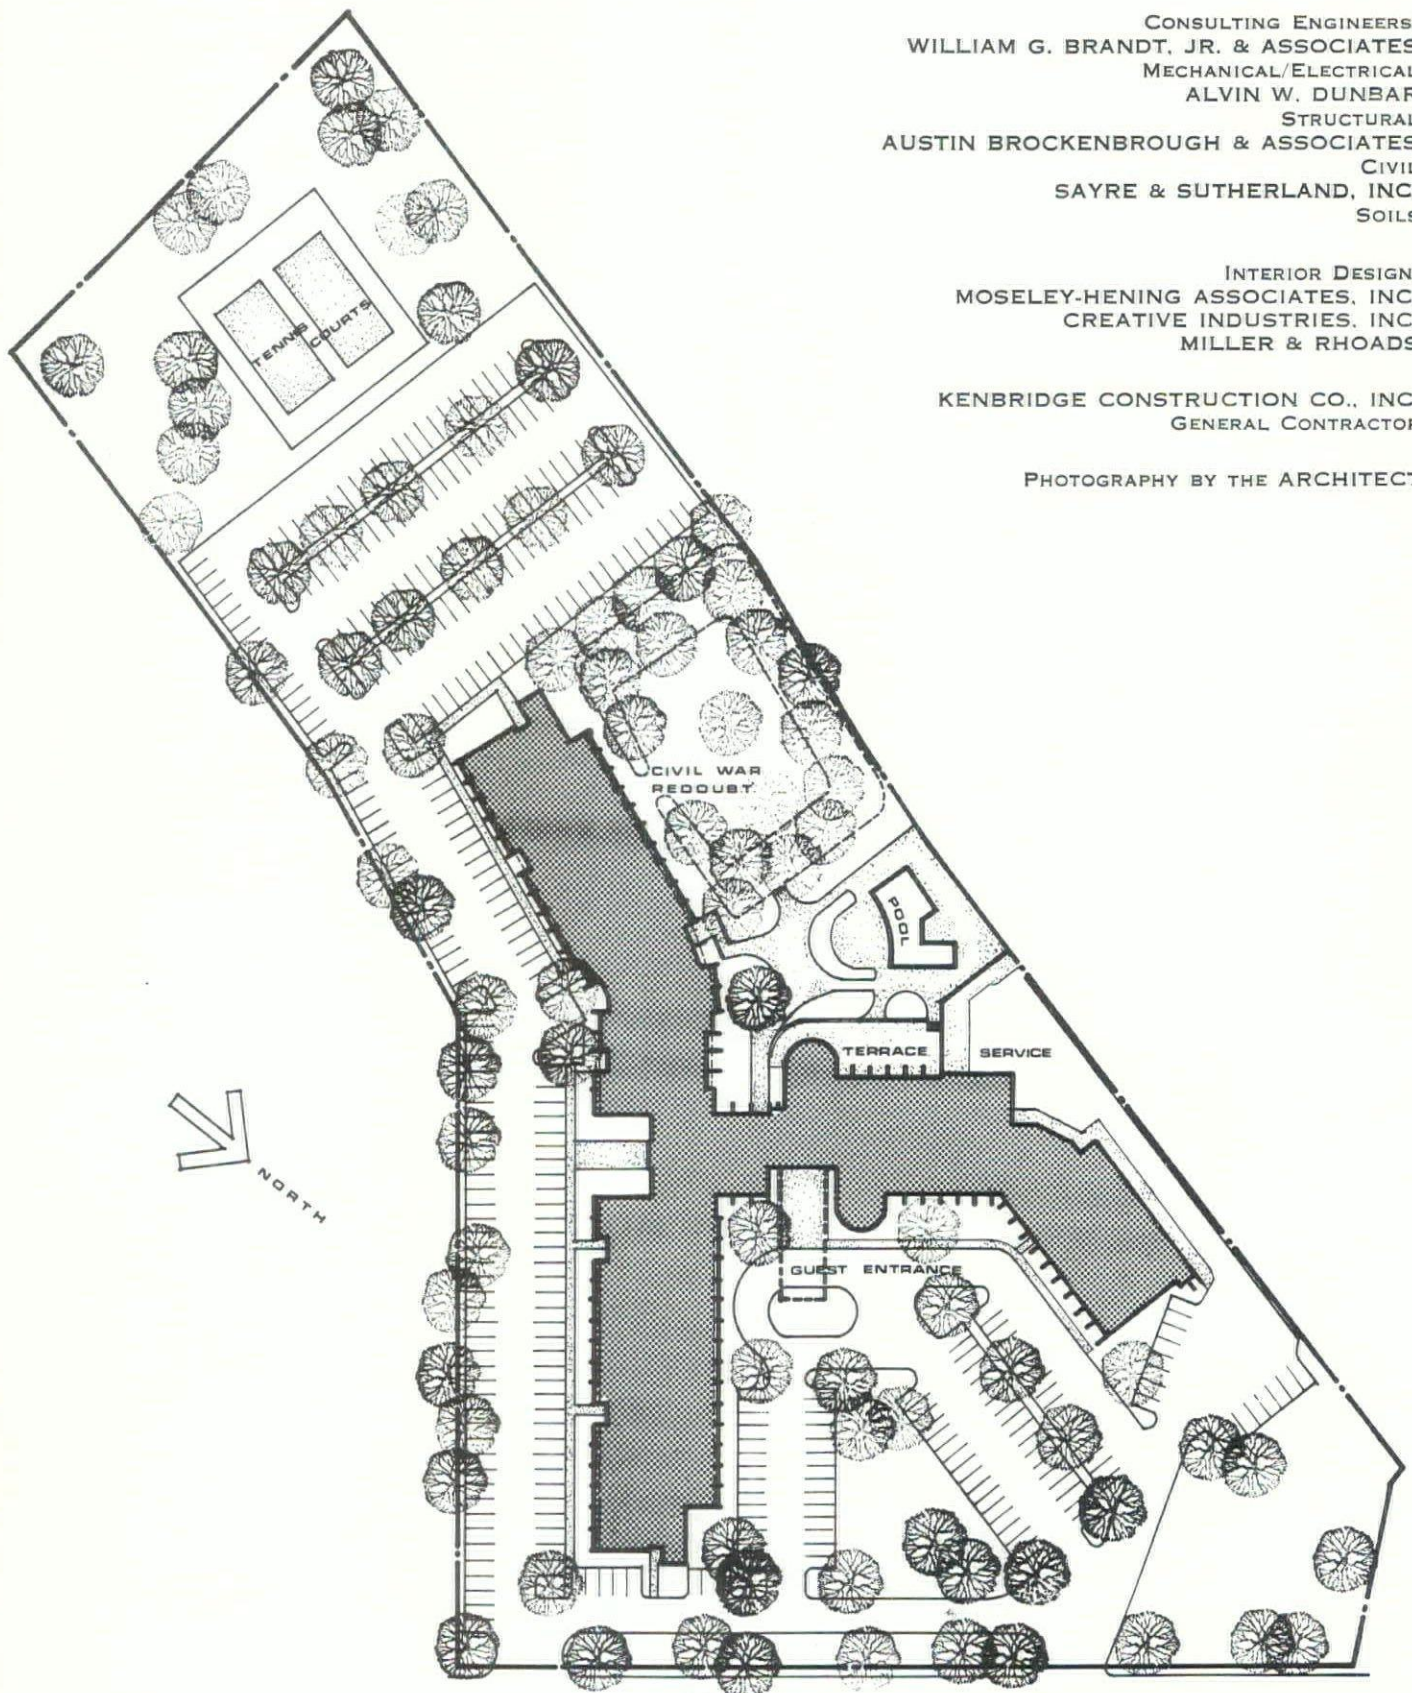 CONSULTING ENGINEERS
WILLIAM G. BRANDT, JR. & ASSOCIATES
MECHANICAL/ELECTRICAL
ALVIN W. DUNBAR
STRUCTURAL
AUSTIN BROCKENBROUGH & ASSOCIATES
CIVIL
SAYRE & SUTHERLAND, INC
SOILS
INTERIOR DESIGN
MOSELEY-HENING ASSOCIATES, INC
CREATIVE INDUSTRIES, INC
MILLER & RHOADS
KENBRIDGE CONSTRUCTION CO., INC
GENERAL CONTRACTOR
PHOTOGRAPHY BY THE ARCHITECT
TENNIS
COURTS
CIVIL WAR
REDOUBT
POOL
TERRACE
SERVICE
NORTH
GUEST ENTRANCE